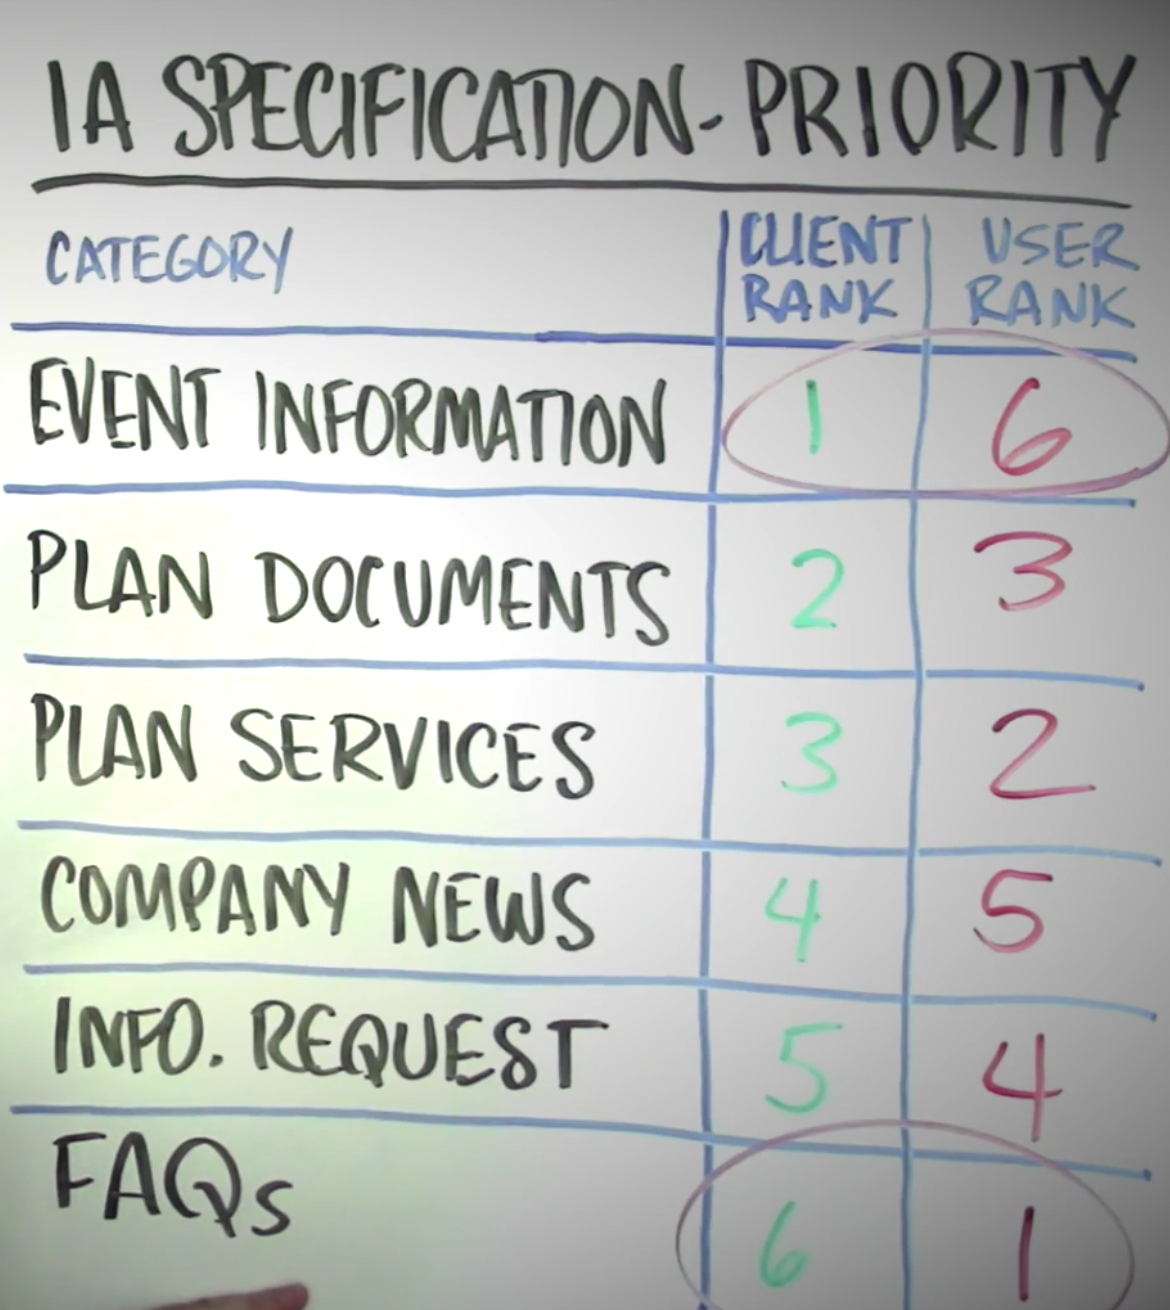 IA SPECIFICATION - PRIORITY
CATEGORY CLIENT RANK USER RANK
EVENT INFORMATION 1 6
PLAN DOCUMENTS 2 3
PLAN SERVICES 3 2
COMPANY NEWS 4 5
INFO. REQUEST 5 4
FAQs 6 1